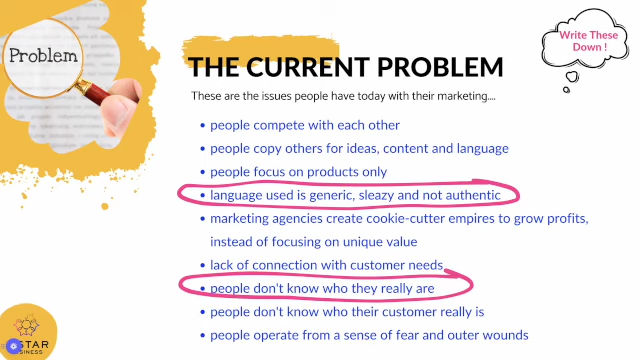 Problem
Write These
Down !
THE CURRENT PROBLEM
These are the issues people have today with their marketing....
• people compete with each other
• people copy others for ideas, content and language
• people focus on products only
• language used is generic, sleazy and not authentic
• marketing agencies create cookie-cutter empires to grow profits,
instead of focusing on unique value
• lack of connection with customer needs
• people don't know who they really are
• people don't know who their customer really is
• people operate from a sense of fear and outer wounds
STAR